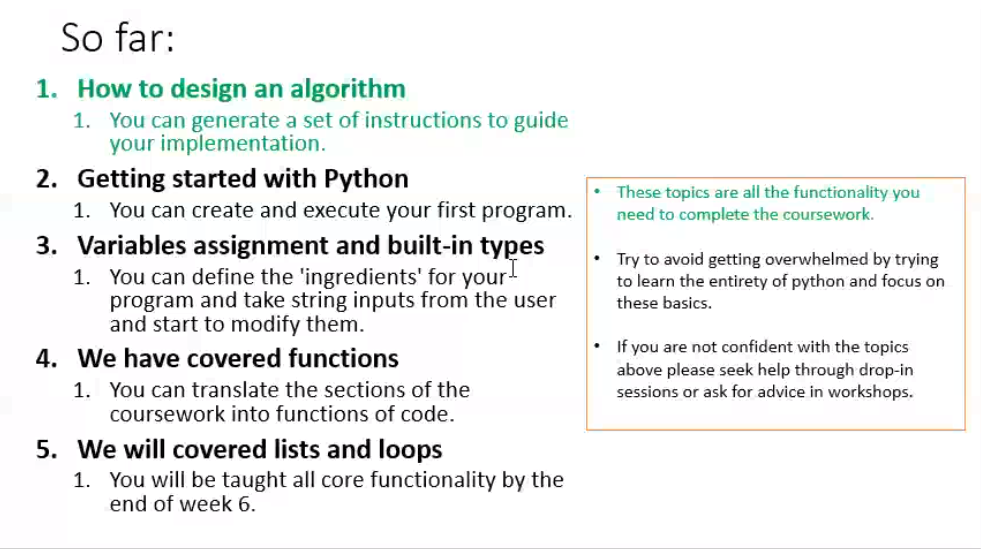 So far:
1. How to design an algorithm
1. You can generate a set of instructions to guide
your implementation.
2. Getting started with Python
1. You can create and execute your first program.
3. Variables assignment and built-in types
1. You can define the 'ingredients' for your
program and take string inputs from the user
and start to modify them.
4. We have covered functions
1. You can translate the sections of the
coursework into functions of code.
5. We will covered lists and loops
1. You will be taught all core functionality by the
end of week 6.
• These topics are all the functionality you
need to complete the coursework.
• Try to avoid getting overwhelmed by trying
to learn the entirety of python and focus on
these basics.
• If you are not confident with the topics
above please seek help through drop-in
sessions or ask for advice in workshops.